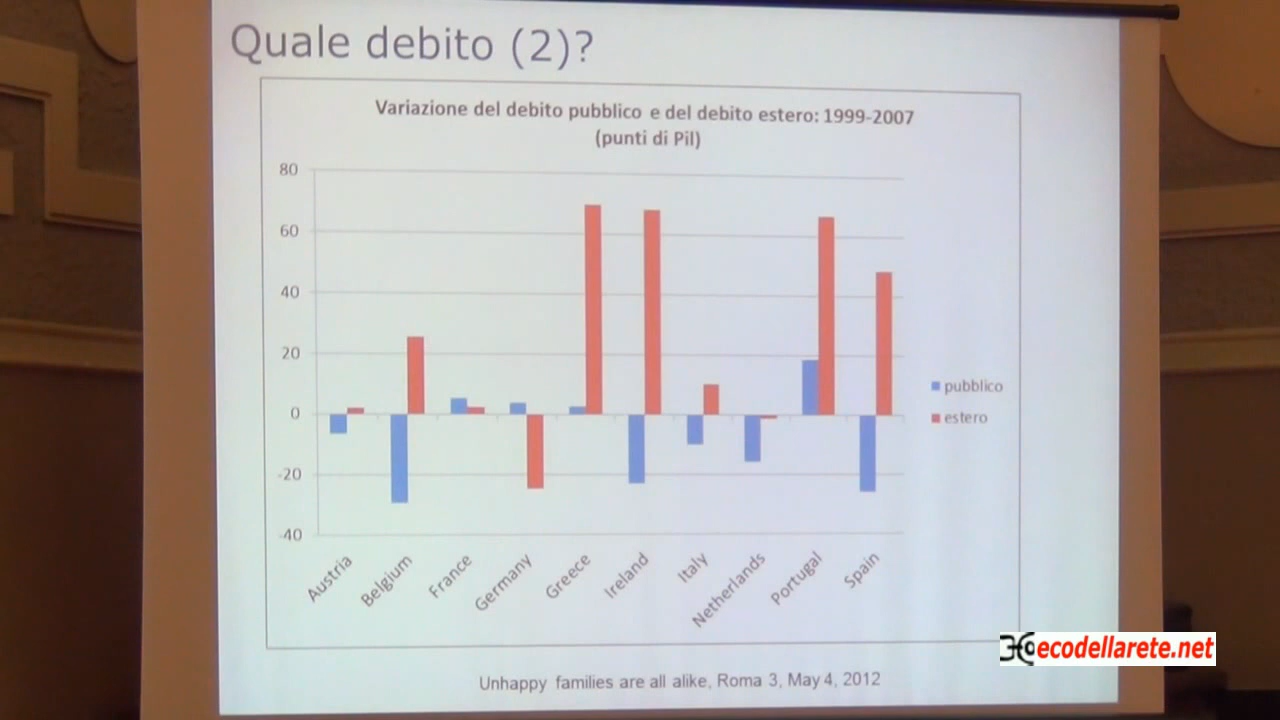 Quale debito (2)?
Variazione del debito pubblico e del debito estero: 1999-2007
(punti di Pil)
80
60
40
20
0
-20
-40
Austria
Belgium
France
Germany
Greece
Ireland
Italy
Netherlands
Portugal
Spain
pubblico
estero
ecodellarete.net
Unhappy families are all alike, Roma 3, May 4, 2012